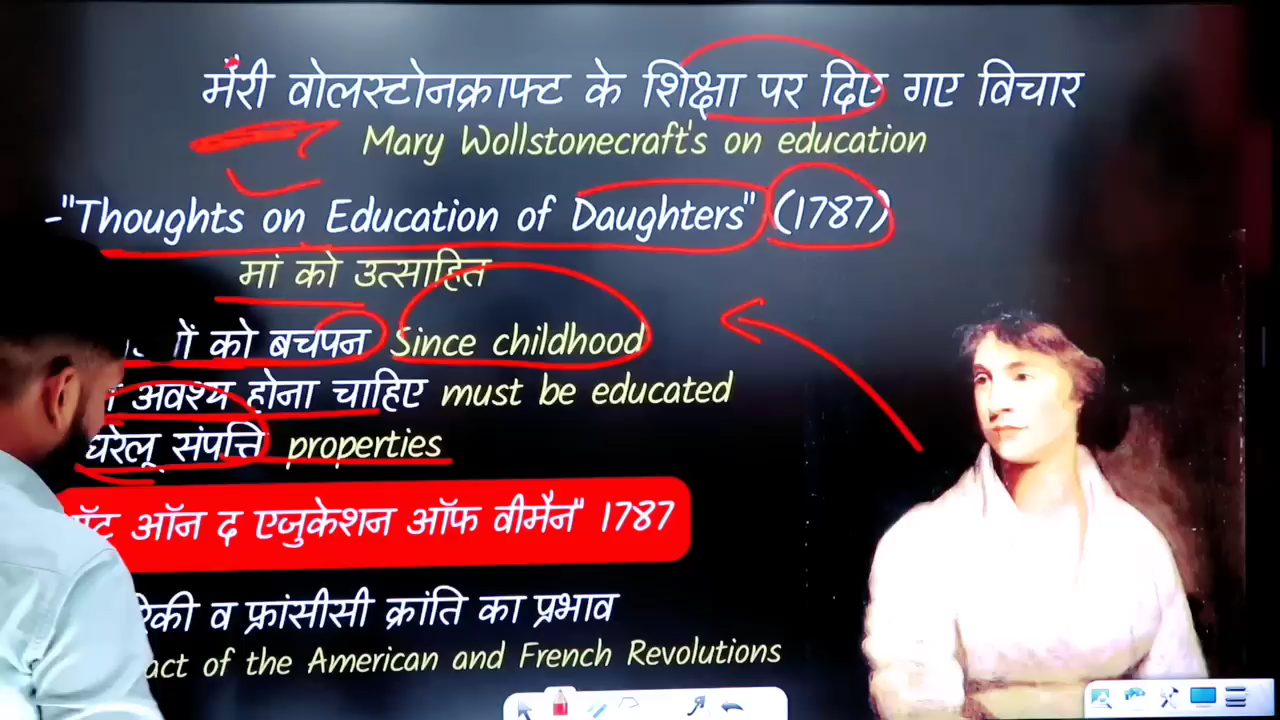 मैरी वोलस्टोनक्राफ्ट के शिक्षा पर दिए गए विचार
Mary Wollstonecraft's on education
-"Thoughts on Education of Daughters" (1787)
मां को उत्साहित
को बचपन Since childhood
अवश्य होना चाहिए must be educated
घरेलू संपत्ति properties
ऑन द एजुकेशन ऑफ वीमैन" 1787
व फ्रांसीसी क्रांति का प्रभाव
of the American and French Revolutions